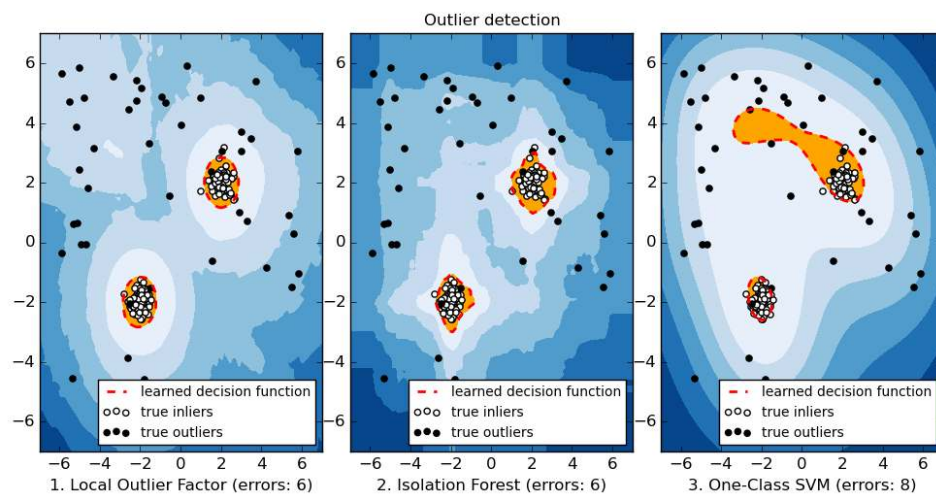 Outlier detection
6
4
2
0
−2
−4
−6
learned decision function
true inliers
true outliers
−6 −4 −2 0 2 4 6
1. Local Outlier Factor (errors: 6)
6
4
2
0
−2
−4
−6
learned decision function
true inliers
true outliers
−6 −4 −2 0 2 4 6
2. Isolation Forest (errors: 6)
6
4
2
0
−2
−4
−6
learned decision function
true inliers
true outliers
−6 −4 −2 0 2 4 6
3. One-Class SVM (errors: 8)